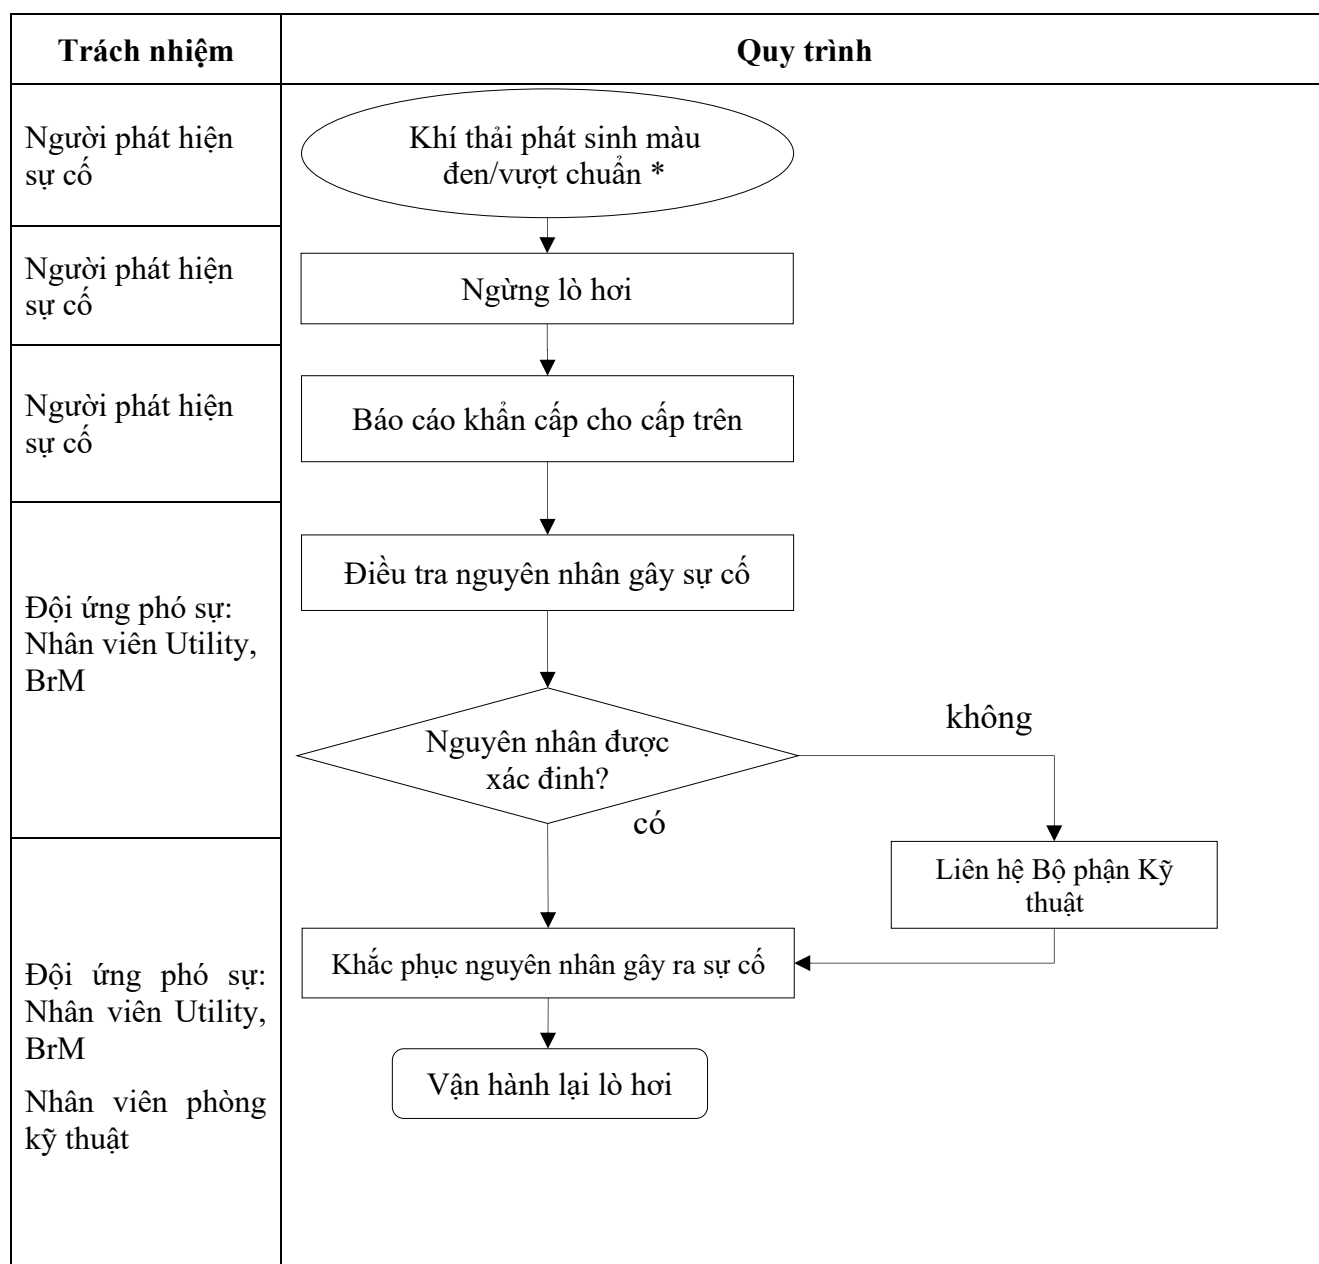 Trách nhiệm
Quy trình
Người phát hiện
sự cố
Khí thải phát sinh màu
đen/vượt chuẩn *
Người phát hiện
sự cố
Ngừng lò hơi
Người phát hiện
sự cố
Báo cáo khẩn cấp cho cấp trên
Đội ứng phó sự:
Nhân viên Utility,
BrM
Điều tra nguyên nhân gây sự cố
Nguyên nhân được
xác đinh?
không
có
Liên hệ Bộ phận Kỹ
thuật
Đội ứng phó sự:
Nhân viên Utility,
BrM
Nhân viên phòng
kỹ thuật
Khắc phục nguyên nhân gây ra sự cố
Vận hành lại lò hơi